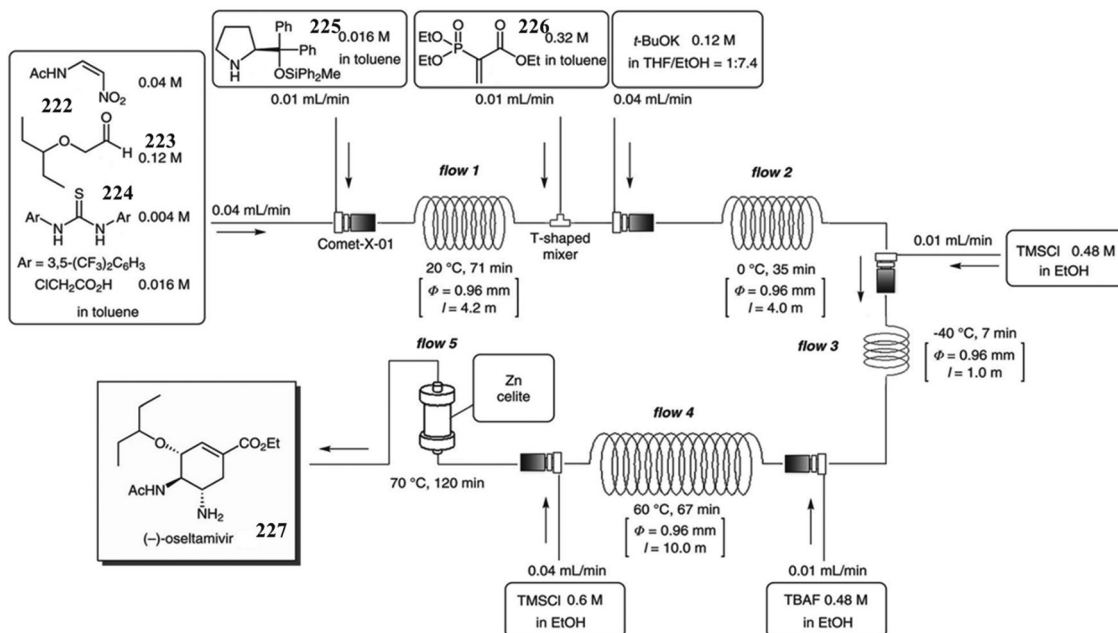 AcHN
NO2
0.04 M
222
O
O
H
223
0.12 M
S
224
Ar
N
H
N
H
Ar
0.004 M
Ar = 3,5-(CF3)2C6H3
ClCH2CO2H 0.016 M
in toluene
0.04 mL/min
225
Ph
Ph
N
H
OSiPh2Me
0.016 M
in toluene
0.01 mL/min
226
EtO
O
P
EtO
O
OEt
0.32 M
in toluene
0.01 mL/min
t-BuOK 0.12 M
in THF/EtOH = 1:7.4
0.04 mL/min
Comet-X-01
flow 1
20 °C, 71 min
Φ = 0.96 mm
l = 4.2 m
T-shaped
mixer
flow 2
0 °C, 35 min
Φ = 0.96 mm
l = 4.0 m
0.01 mL/min
TMSCl 0.48 M
in EtOH
flow 3
-40 °C, 7 min
Φ = 0.96 mm
l = 1.0 m
0.01 mL/min
TBAF 0.48 M
in EtOH
flow 4
60 °C, 67 min
Φ = 0.96 mm
l = 10.0 m
0.04 mL/min
TMSCl 0.6 M
in EtOH
flow 5
Zn
celite
70 °C, 120 min
O
CO2Et
AcHN
NH2
227
(–)-oseltamivir